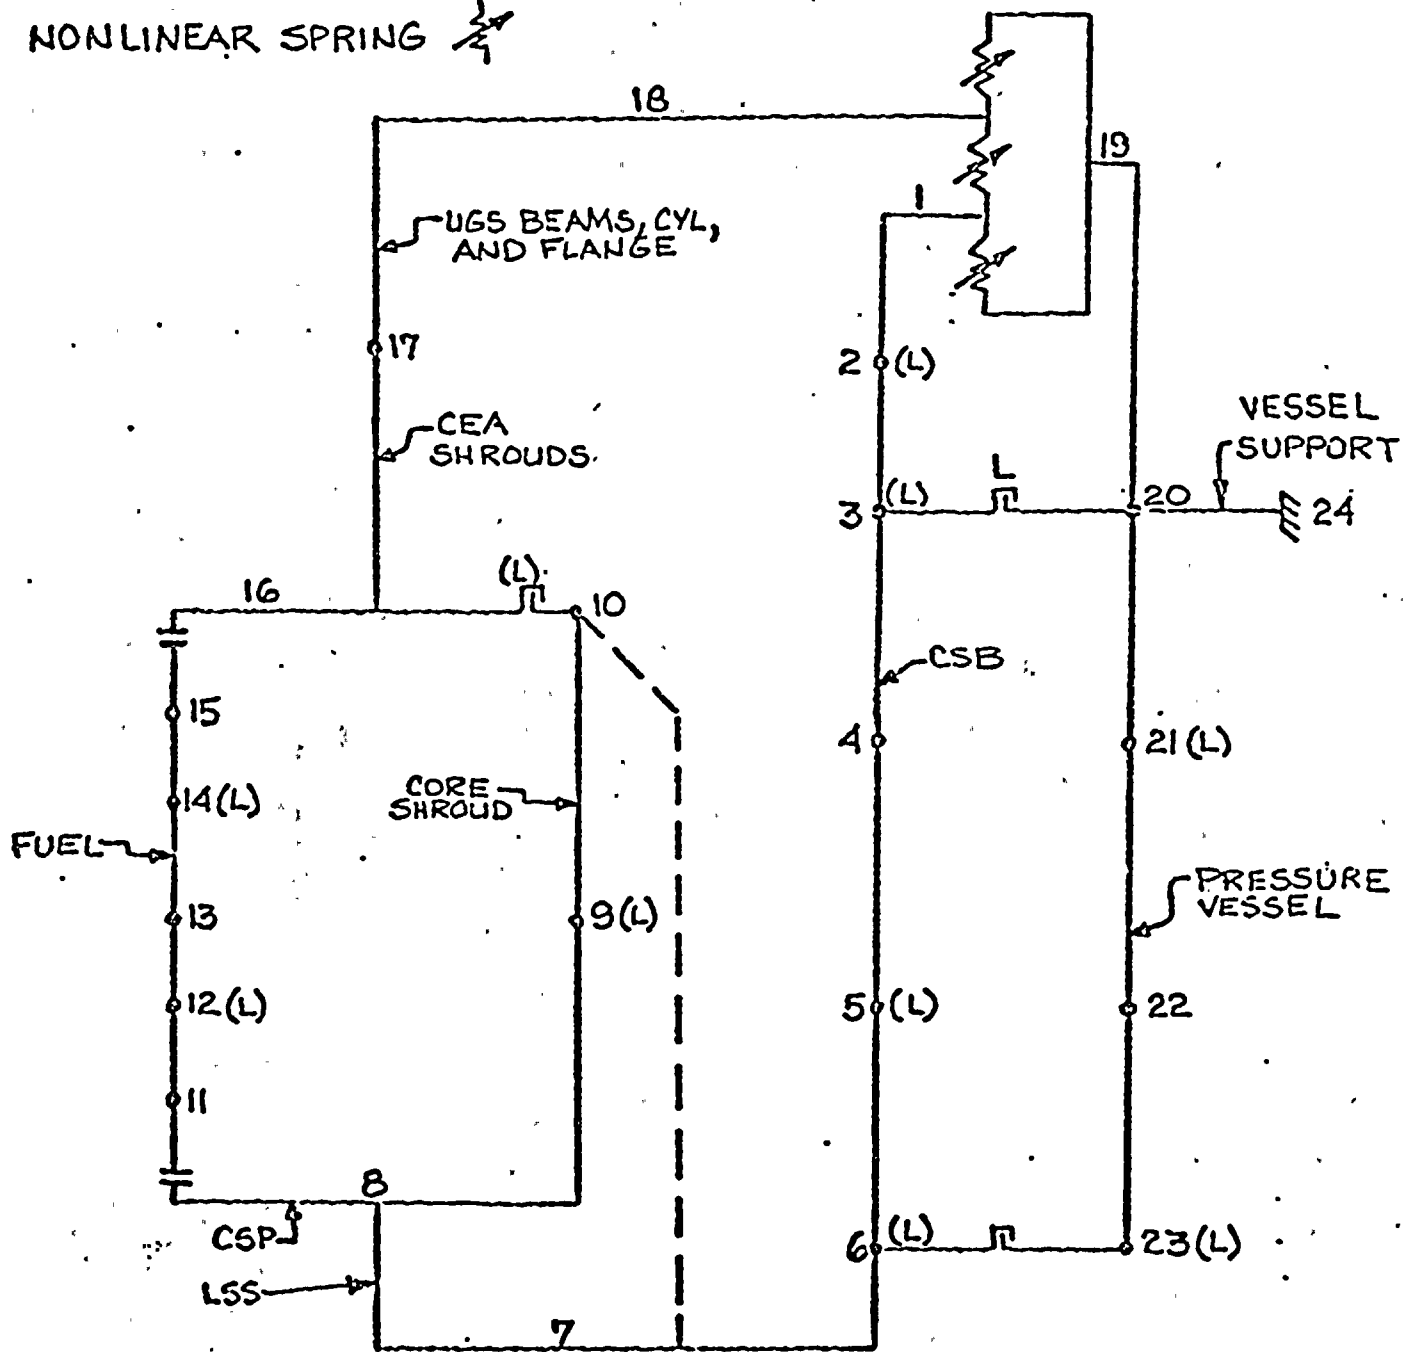 NONLINEAR SPRING
18
19
1
UGS BEAMS, CYL,
AND FLANGE
17
2 (L)
VESSEL
SUPPORT
CEA
SHROUDS
L
(L)
3
20
24
(L)
16
10
CSB
15
4
21 (L)
14 (L)
CORE
SHROUD
FUEL
PRESSURE
VESSEL
13
9 (L)
12 (L)
5 (L)
22
11
8
CSP
(L)
6
23 (L)
LSS
7